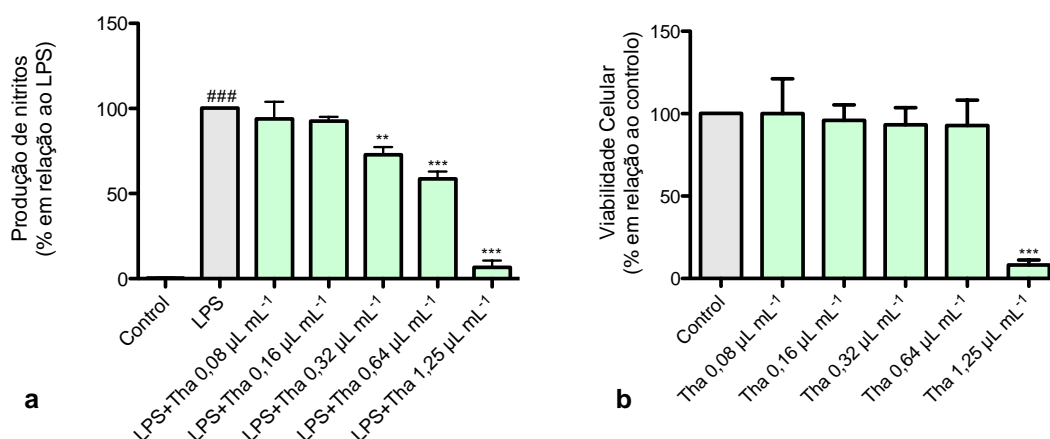 Produção de nitritos
(% em relação ao LPS)
150
100
50
0
###
**
***
***
Control
LPS
LPS+Tha 0,08 µL mL⁻¹
LPS+Tha 0,16 µL mL⁻¹
LPS+Tha 0,32 µL mL⁻¹
LPS+Tha 0,64 µL mL⁻¹
LPS+Tha 1,25 µL mL⁻¹
a
Viabilidade Celular
(% em relação ao controlo)
150
100
50
0
***
Control
Tha 0,08 µL mL⁻¹
Tha 0,16 µL mL⁻¹
Tha 0,32 µL mL⁻¹
Tha 0,64 µL mL⁻¹
Tha 1,25 µL mL⁻¹
b